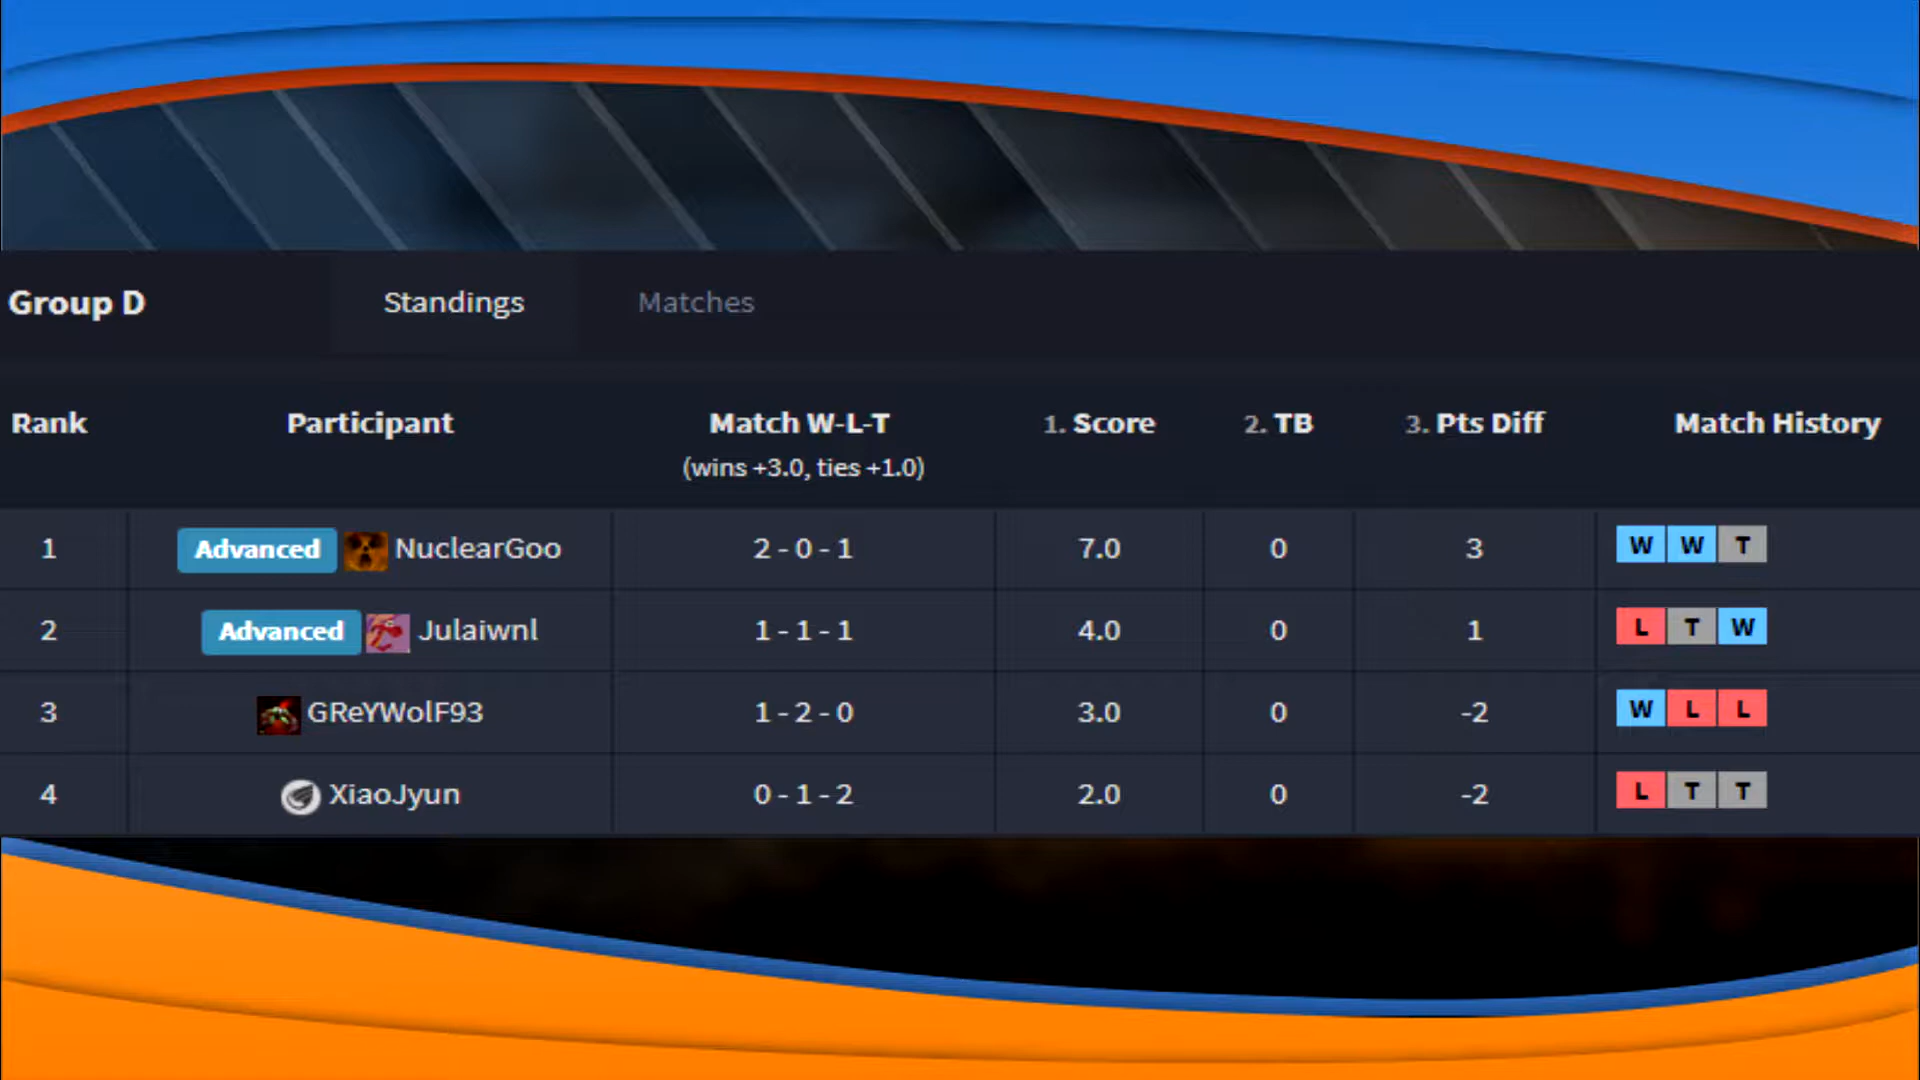 Group D Standings Matches
Rank Participant Match W-L-T 1. Score 2. TB 3. Pts Diff Match History
(wins +3.0, ties +1.0)
1 Advanced NuclearGoo 2 - 0 - 1 7.0 0 3 W W T
2 Advanced Julaiwnl 1 - 1 - 1 4.0 0 1 L T W
3 GReYWolF93 1 - 2 - 0 3.0 0 -2 W L L
4 XiaoJyun 0 - 1 - 2 2.0 0 -2 L T T